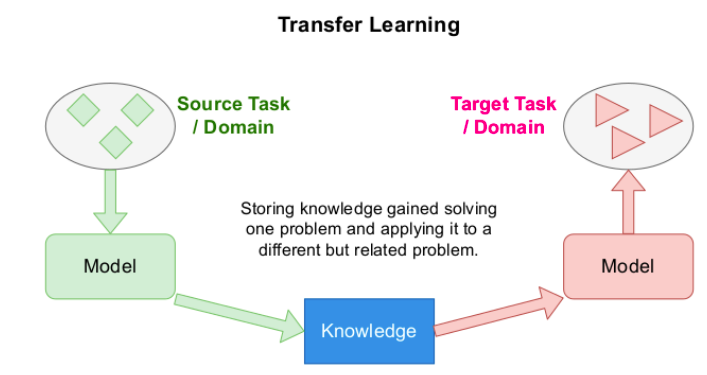 Transfer Learning
Source Task
/ Domain
Target Task
/ Domain
Storing knowledge gained solving
one problem and applying it to a
different but related problem.
Model
Model
Knowledge